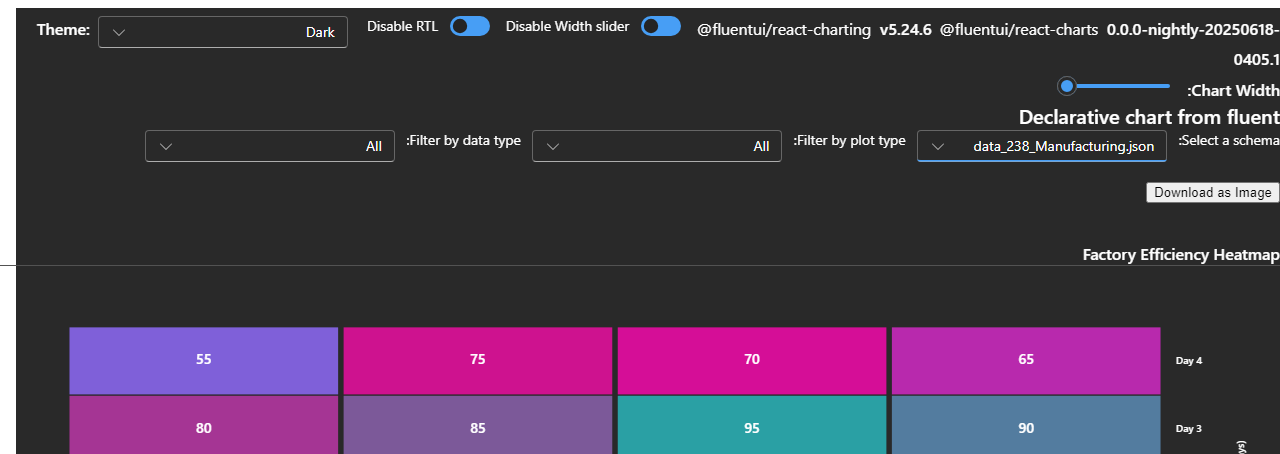 Theme: Dark Disable RTL Disable Width slider @fluentui/react-charting v5.24.6 @fluentui/react-charts 0.0.0-nightly-20250618-
0405.1
:Chart Width
Declarative chart from fluent
:Select a schema data_238_Manufacturing.json :Filter by plot type All :Filter by data type All
Download as Image
Factory Efficiency Heatmap
55 75 70 65 Day 4
80 85 95 90 Day 3